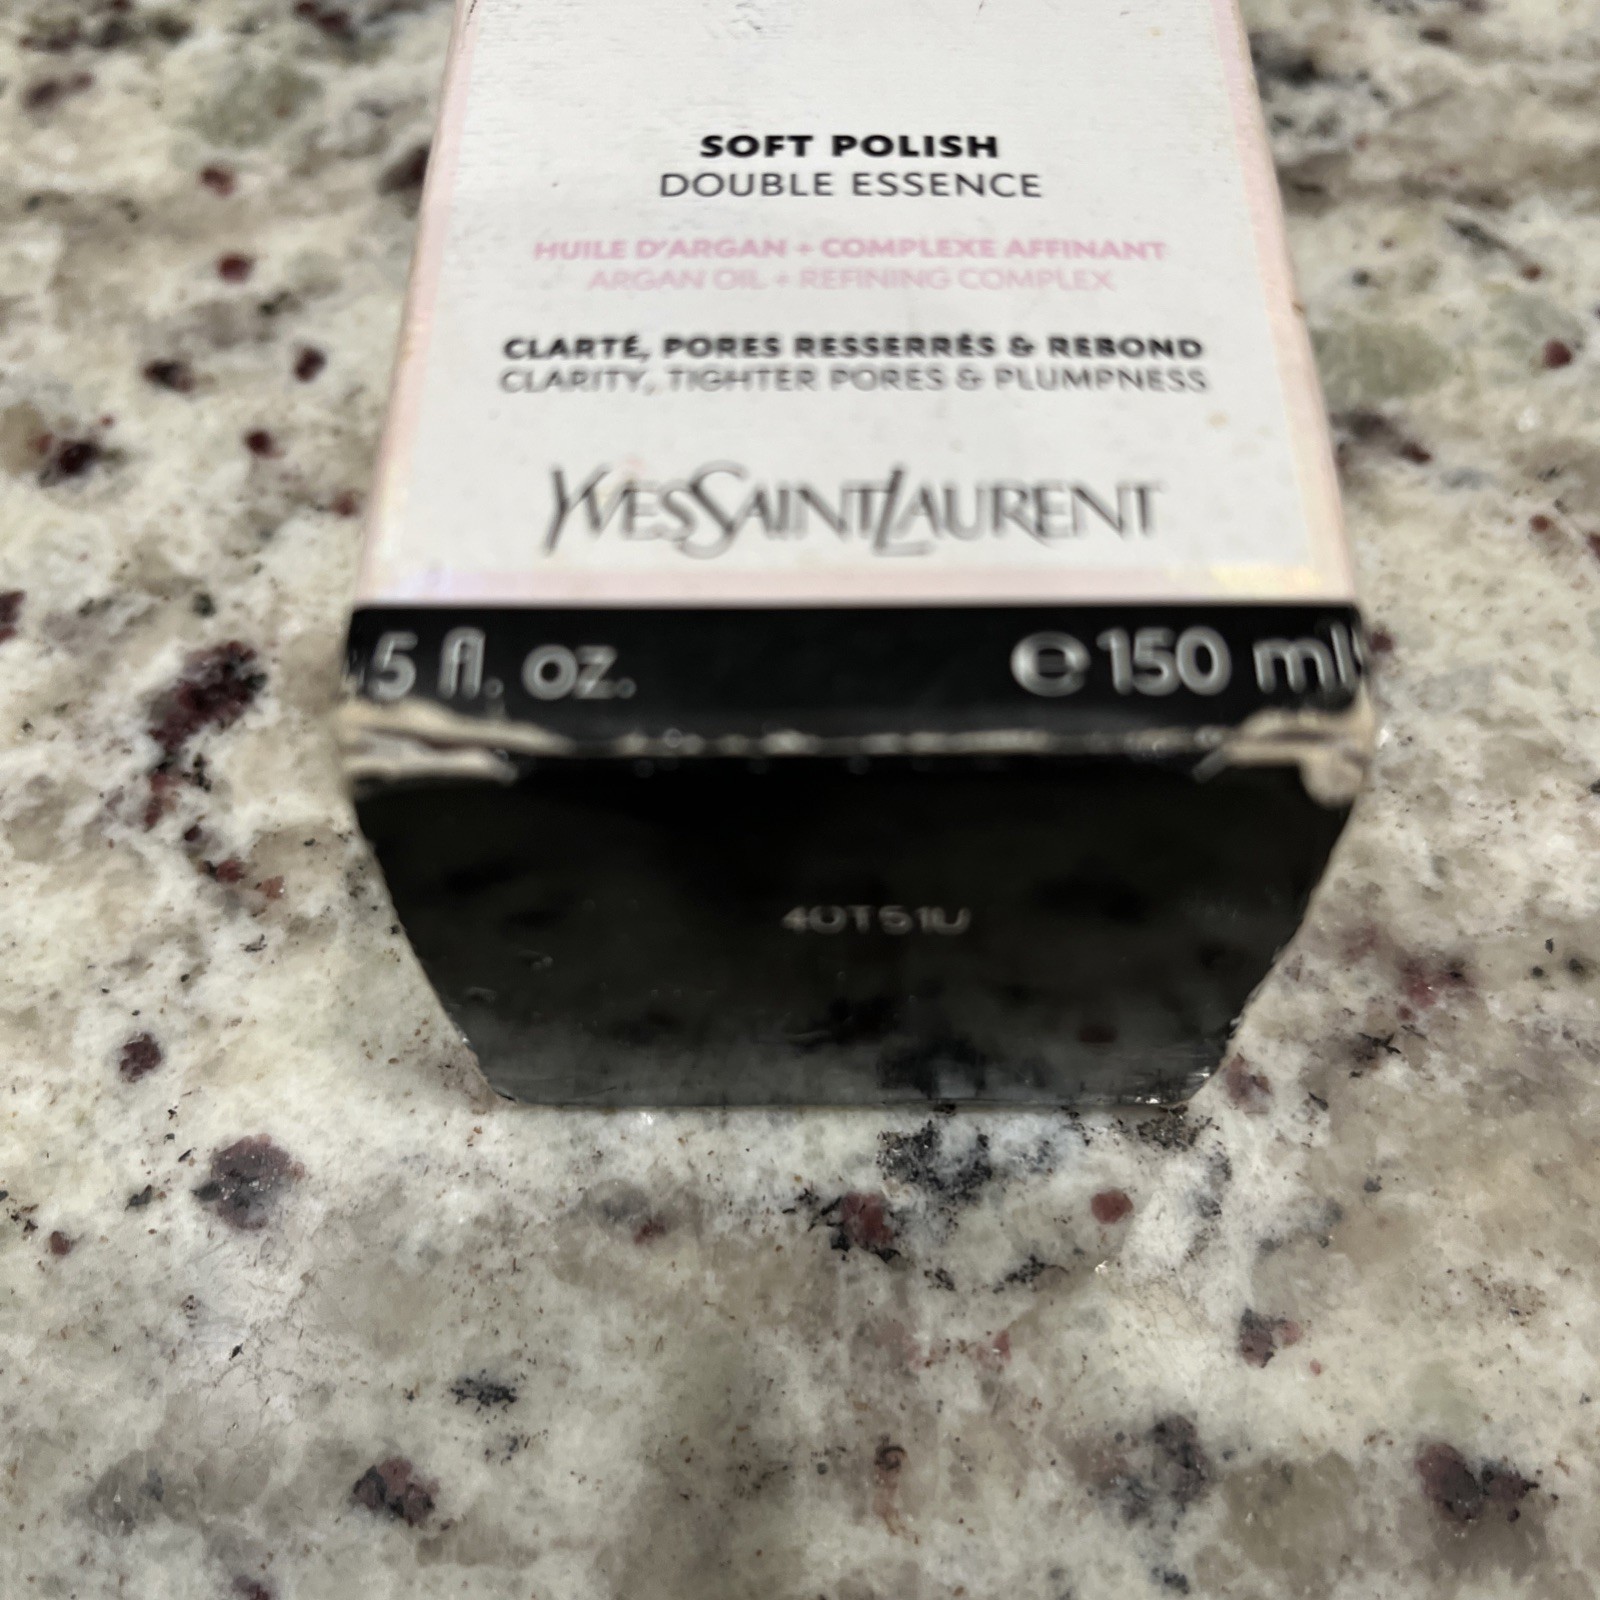 SOFT POLISH
DOUBLE ESSENCE
HUILE D'ARGAN + COMPLEXE AFFINANT
ARGAN OIL + REFINING COMPLEX
CLARTÉ, PORES RESSERRÉS & REBOND
CLARITY, TIGHTER PORES & PLUMPNESS
YVESSAINTLAURENT
5 fl. oz. ℮ 150 ml
40T51U